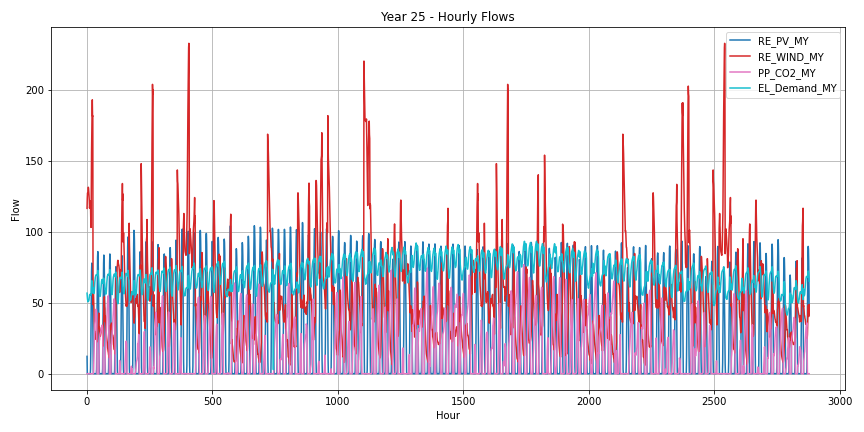 Year 25 - Hourly Flows
RE_PV_MY
RE_WIND_MY
PP_CO2_MY
EL_Demand_MY
Flow
200
150
100
50
0
0 500 1000 1500 2000 2500 3000
Hour